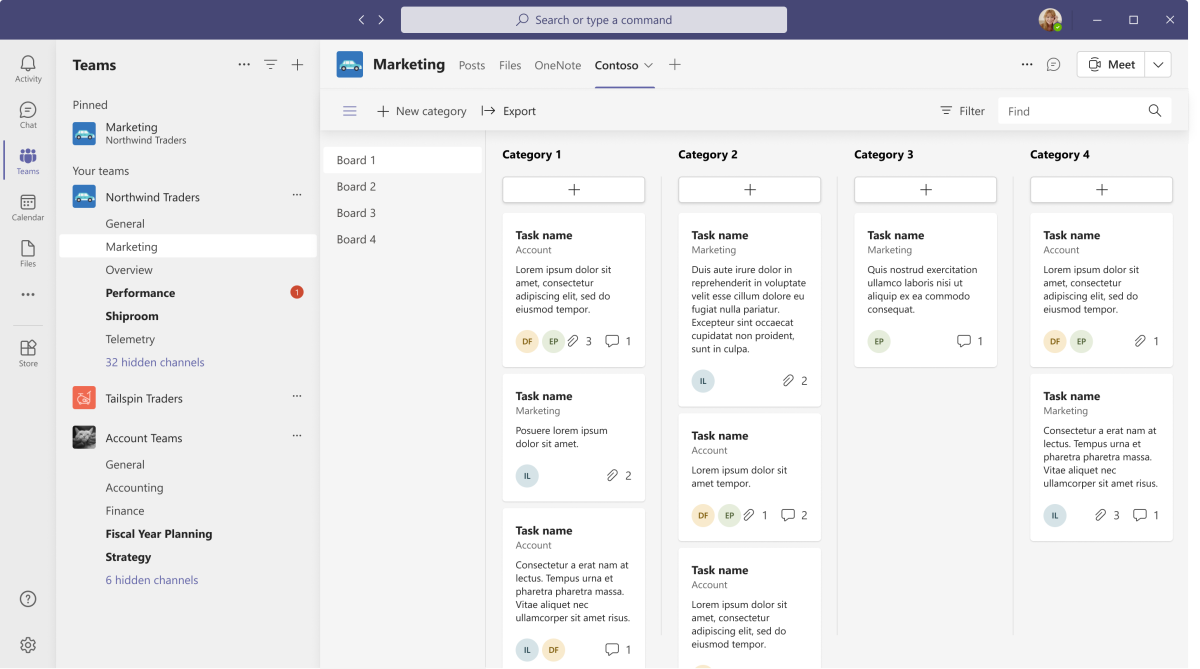 Search or type a command
Activity
Chat
Teams
Calendar
Files
Store
Teams
Pinned
Marketing
Northwind Traders
Your teams
Northwind Traders
General
Marketing
Overview
Performance
1
Shiproom
Telemetry
32 hidden channels
Tailspin Traders
Account Teams
General
Accounting
Finance
Fiscal Year Planning
Strategy
6 hidden channels
Marketing Posts Files OneNote Contoso
Meet
New category Export
Filter
Find
Board 1
Board 2
Board 3
Board 4
Category 1
Task name
Account
Lorem ipsum dolor sit
amet, consectetur
adipiscing elit, sed do
eiusmod tempor.
DF EP 3 1
Task name
Marketing
Posuere lorem ipsum
dolor sit amet.
IL 2
Task name
Account
Consectetur a erat nam at
lectus. Tempus urna et
pharetra pharetra massa.
Vitae aliquet nec
ullamcorper sit amet risus.
IL DF 1
Category 2
Task name
Marketing
Duis aute irure dolor in
reprehenderit in voluptate
velit esse cillum dolore eu
fugiat nulla pariatur.
Excepteur sint occaecat
cupidatat non proident,
sunt in culpa.
IL 2
Task name
Account
Lorem ipsum dolor sit
amet tempor.
DF EP 1 2
Task name
Account
Lorem ipsum dolor sit
amet, consectetur
adipiscing elit, sed do
eiusmod tempor.
Category 3
Task name
Marketing
Quis nostrud exercitation
ullamco laboris nisi ut
aliquip ex ea commodo
consequat.
EP 1
Category 4
Task name
Account
Lorem ipsum dolor sit
amet, consectetur
adipiscing elit, sed do
eiusmod tempor.
DF EP 1
Task name
Marketing
Consectetur a erat nam at
lectus. Tempus urna et
pharetra pharetra massa.
Vitae aliquet nec
ullamcorper sit amet risus.
IL 3 1